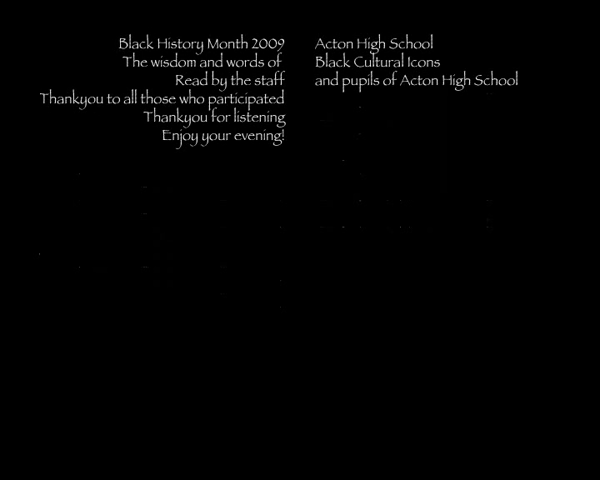 Black History Month 2009 Acton High School
The wisdom and words of Black Cultural Icons
Read by the staff and pupils of Acton High School
Thankyou to all those who participated
Thankyou for listening
Enjoy your evening!